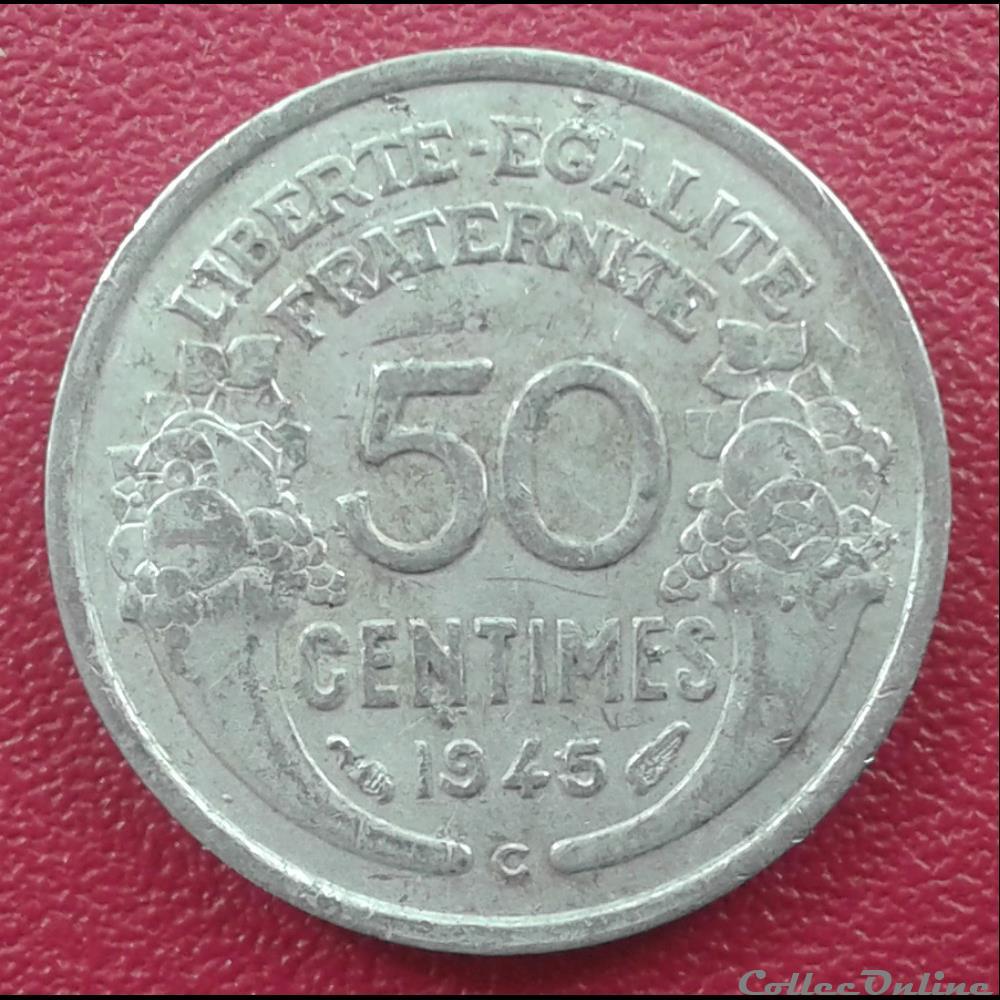 LIBERTE-EGALITE
FRATERNITE
50
CENTIMES
1945
C
CollecOnline